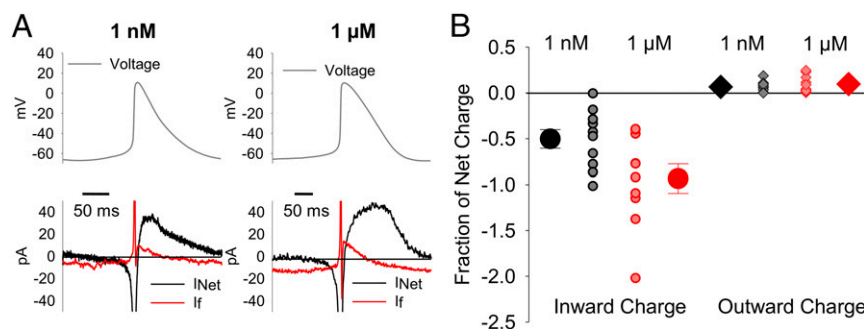 A
1 nM
1 µM
B
40
20
0
-20
-40
-60
mV
Voltage
40
20
0
-20
-40
-60
mV
Voltage
50 ms
50 ms
40
20
0
-20
-40
pA
INet
If
40
20
0
-20
-40
pA
INet
If
Fraction of Net Charge
0.5
0.0
-0.5
-1.0
-1.5
-2.0
-2.5
1 nM
1 µM
1 nM
1 µM
Inward Charge
Outward Charge